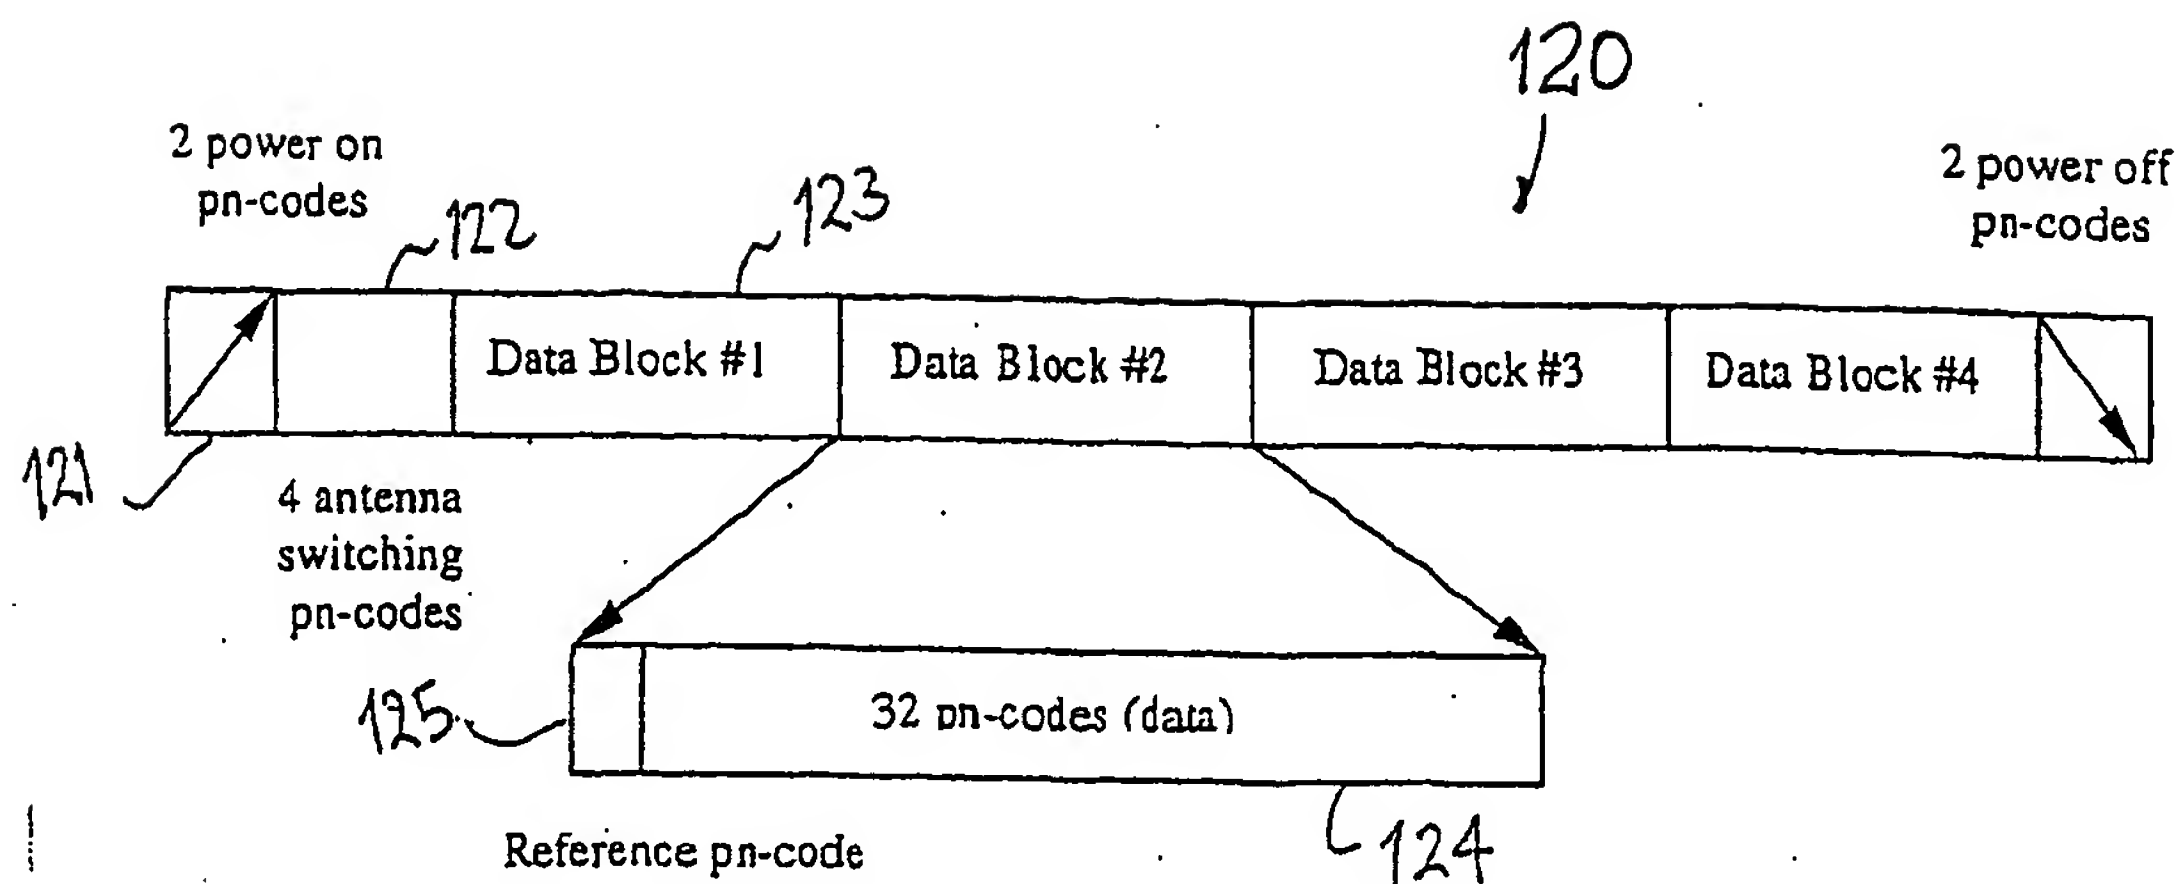 120
2 power on
pn-codes
122
123
2 power off
pn-codes
Data Block #1
Data Block #2
Data Block #3
Data Block #4
121
4 antenna
switching
pn-codes
125
32 pn-codes (data)
Reference pn-code
124